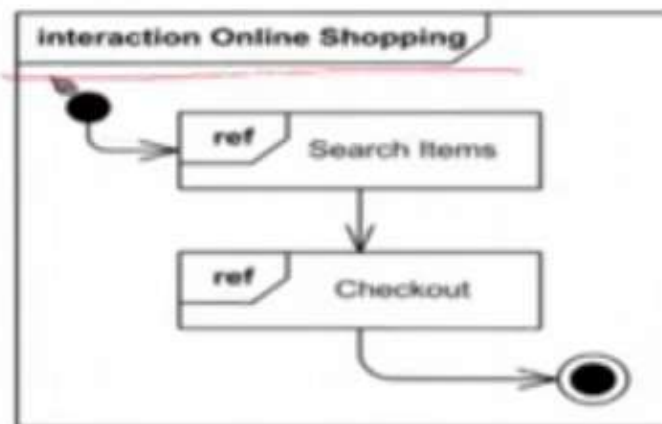 interaction Online Shopping
ref
Search Items
ref
Checkout